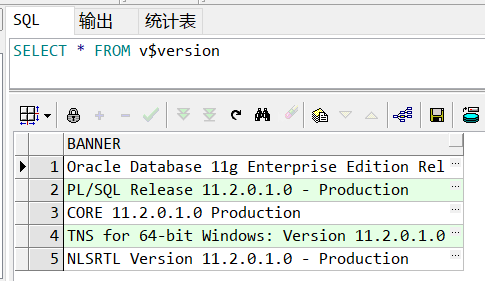 SQL 输出 统计表
SELECT * FROM v$version
BANNER
1 Oracle Database 11g Enterprise Edition Rel ...
2 PL/SQL Release 11.2.0.1.0 - Production ...
3 CORE 11.2.0.1.0 Production ...
4 TNS for 64-bit Windows: Version 11.2.0.1.0 ...
5 NLSRTL Version 11.2.0.1.0 - Production ...